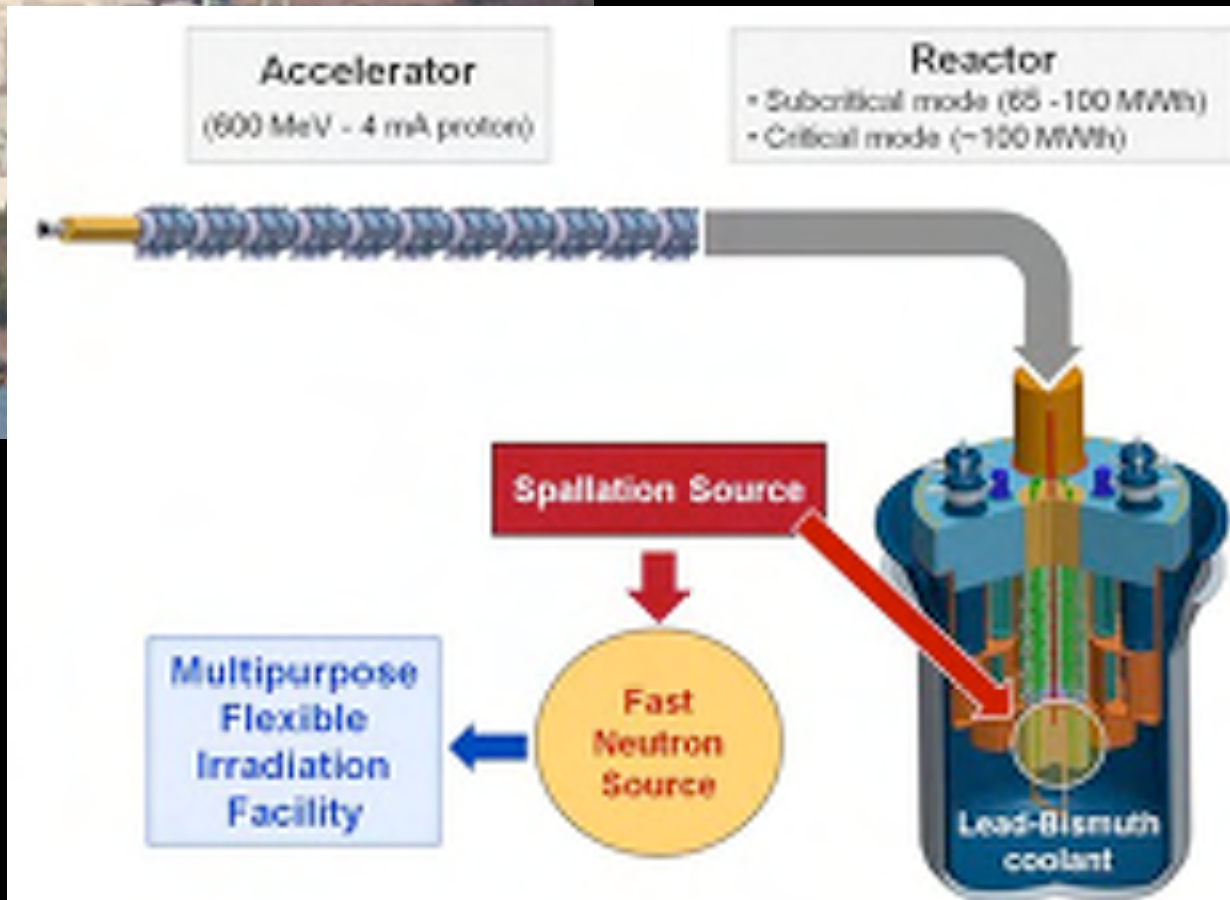 Accelerator
(600 MeV - 4 mA proton)
Reactor
• Subcritical mode (65 -100 MWth)
• Critical mode (~100 MWth)
Spallation Source
Multipurpose
Flexible
Irradiation
Facility
Fast
Neutron
Source
Lead-Bismuth
coolant